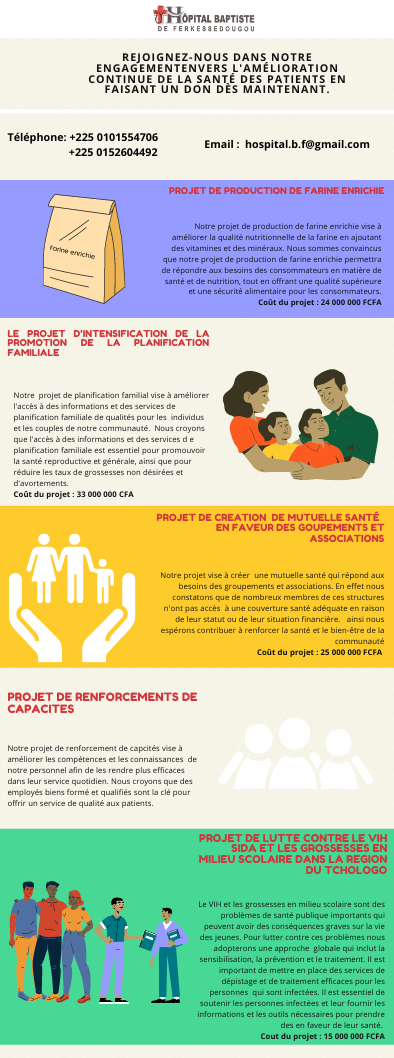 HÔPITAL BAPTISTE
DE FERKESSEDOUGOU
REJOIGNEZ-NOUS DANS NOTRE
ENGAGEMENTENVERS L'AMÉLIORATION
CONTINUE DE LA SANTÉ DES PATIENTS EN
FAISANT UN DON DÈS MAINTENANT.
Téléphone: +225 0101554706
+225 0152604492
Email : hospital.b.f@gmail.com
PROJET DE PRODUCTION DE FARINE ENRICHIE
Farine enrichie
Notre projet de production de farine enrichie vise à
améliorer la qualité nutritionnelle de la farine en ajoutant
des vitamines et des minéraux. Nous sommes convaincus
que notre projet de production de farine enrichie permettra
de répondre aux besoins des consommateurs en matière de
santé et de nutrition, tout en offrant une qualité supérieure
et une sécurité alimentaire pour les consommateurs.
Coût du projet : 24 000 000 FCFA
LE PROJET D'INTENSIFICATION DE LA
PROMOTION DE LA PLANIFICATION
FAMILIALE
Notre projet de planification familial vise à améliorer
l'accès à des informations et des services de
planification familiale de qualités pour les individus
et les couples de notre communauté. Nous croyons
que l'accès à des informations et des services d e
planification familiale est essentiel pour promouvoir
la santé reproductive et générale, ainsi que pour
réduire les taux de grossesses non désirées et
d'avortements.
Coût du projet : 33 000 000 CFA
PROJET DE CREATION DE MUTUELLE SANTÉ
EN FAVEUR DES GOUPEMENTS ET
ASSOCIATIONS
Notre projet vise à créer une mutuelle santé qui répond aux
besoins des groupements et associations. En effet nous
constatons que de nombreux membres de ces structures
n'ont pas accès à une couverture santé adéquate en raison
de leur statut ou de leur situation financière. ainsi nous
espérons contribuer à renforcer la santé et le bien-être de la
communauté
Coût du projet : 25 000 000 FCFA
PROJET DE RENFORCEMENTS DE
CAPACITES
Notre projet de renforcement de capcités vise à
améliorer les compétences et les connaissances de
notre personnel afin de les rendre plus efficaces
dans leur service quotidien. Nous croyons que des
employés biens formé et qualifiés sont la clé pour
offrir un service de qualité aux patients.
PROJET DE LUTTE CONTRE LE VIH
SIDA ET LES GROSSESSES EN
MILIEU SCOLAIRE DANS LA REGION
DU TCHOLOGO
Le VIH et les grossesses en milieu scolaire sont des
problèmes de santé publique importants qui
peuvent avoir des conséquences graves sur la vie
des jeunes. Pour lutter contre ces problèmes nous
adopterons une approche globale qui inclut la
sensibilisation, la prévention et le traitement. Il est
important de mettre en place des services de
dépistage et de traitement efficaces pour les
personnes qui sont infectées. Il est essentiel de
soutenir les personnes infectées et leur fournir les
informations et les outils nécessaires pour prendre
des en faveur de leur santé.
Cout du projet : 15 000 000 FCFA